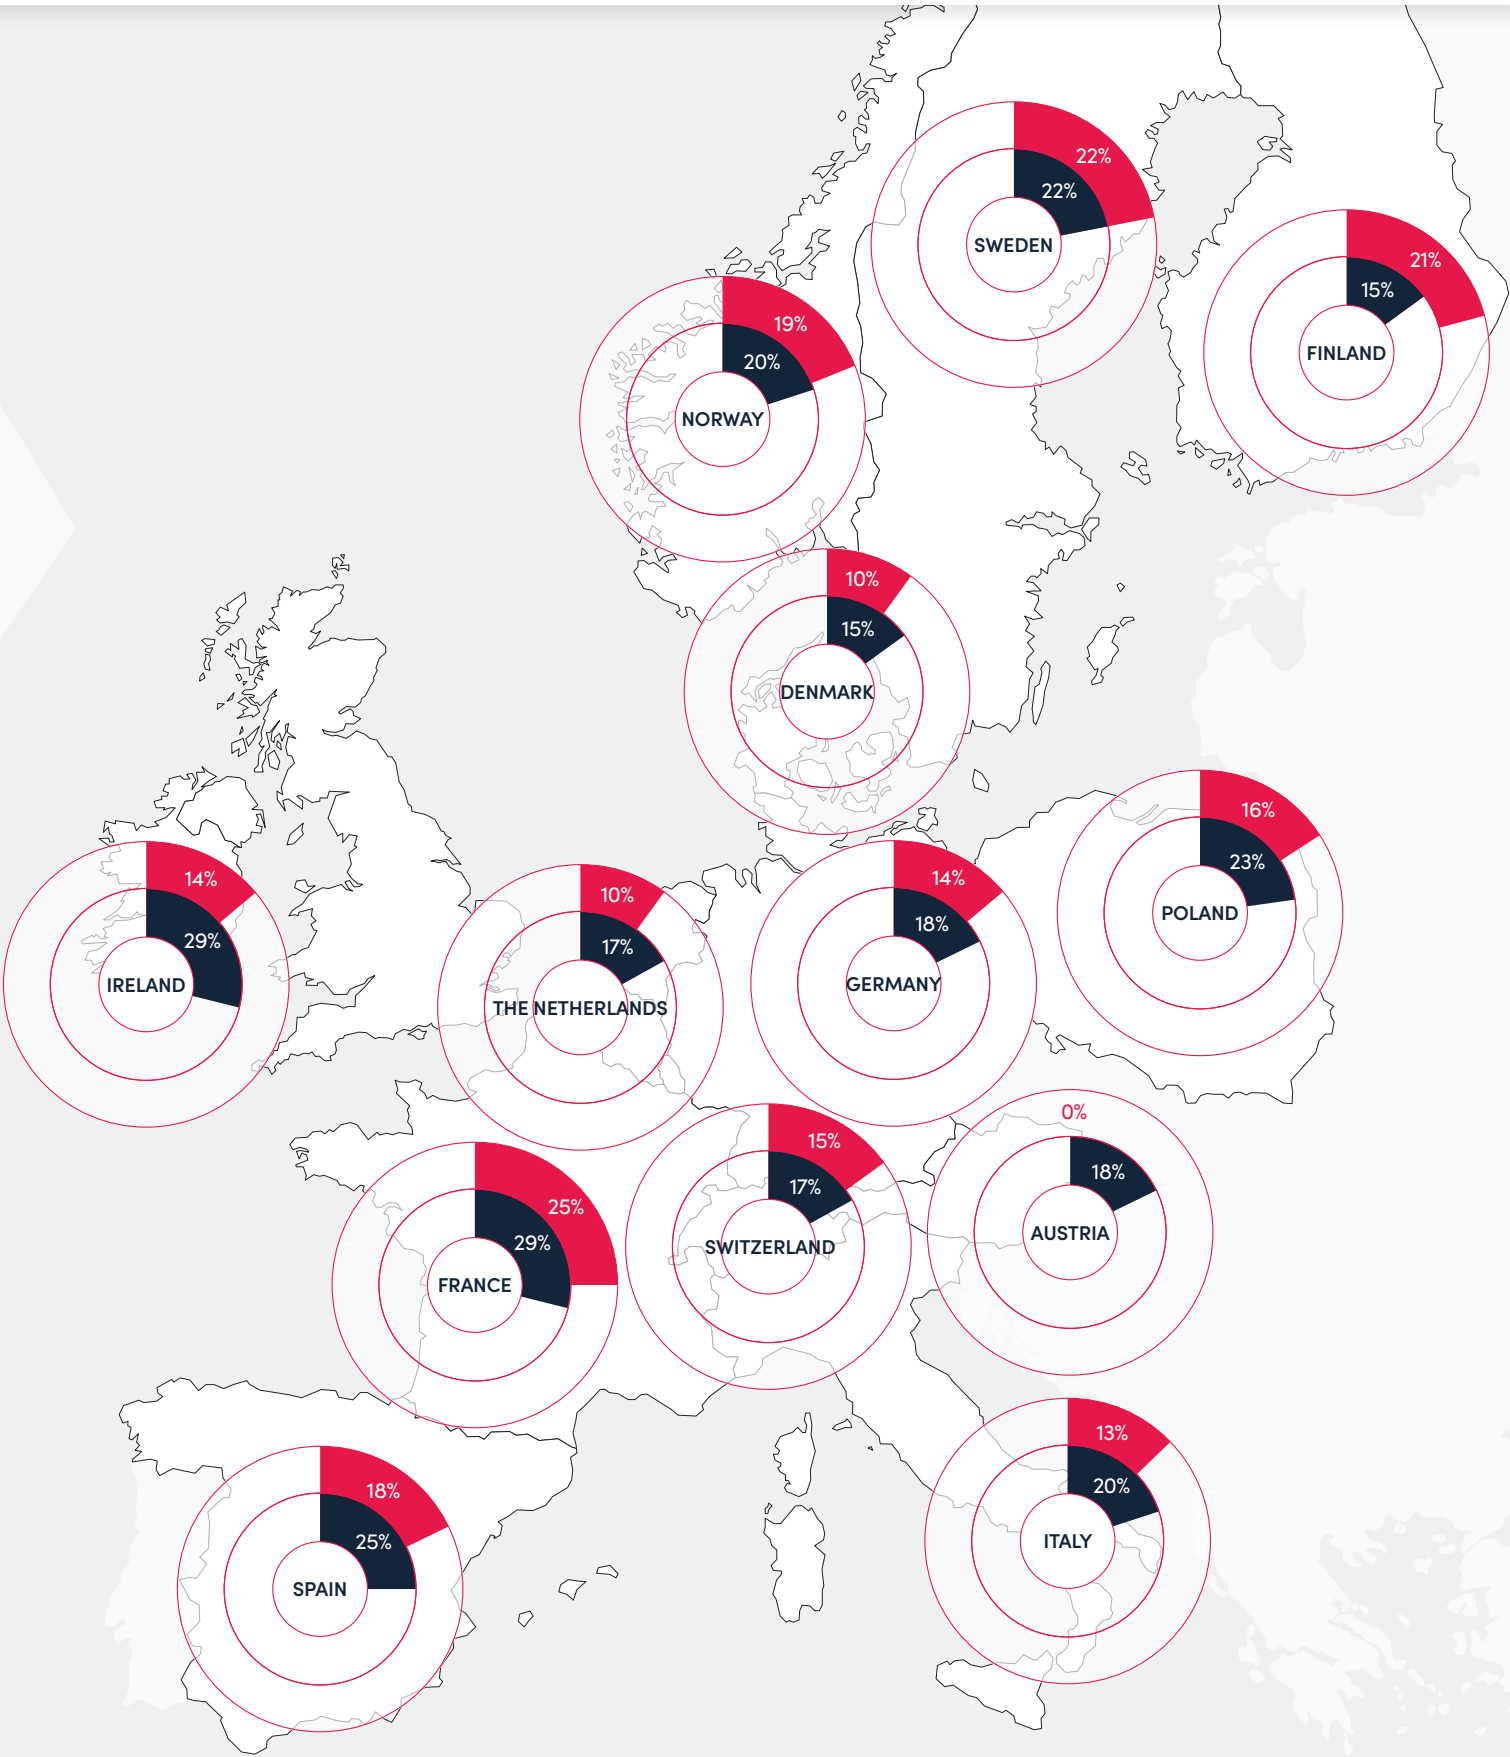 22%
22%
SWEDEN
21%
15%
FINLAND
19%
20%
NORWAY
10%
15%
DENMARK
16%
23%
POLAND
14%
29%
IRELAND
10%
17%
THE NETHERLANDS
14%
18%
GERMANY
0%
18%
AUSTRIA
15%
17%
SWITZERLAND
25%
29%
FRANCE
13%
20%
ITALY
18%
25%
SPAIN